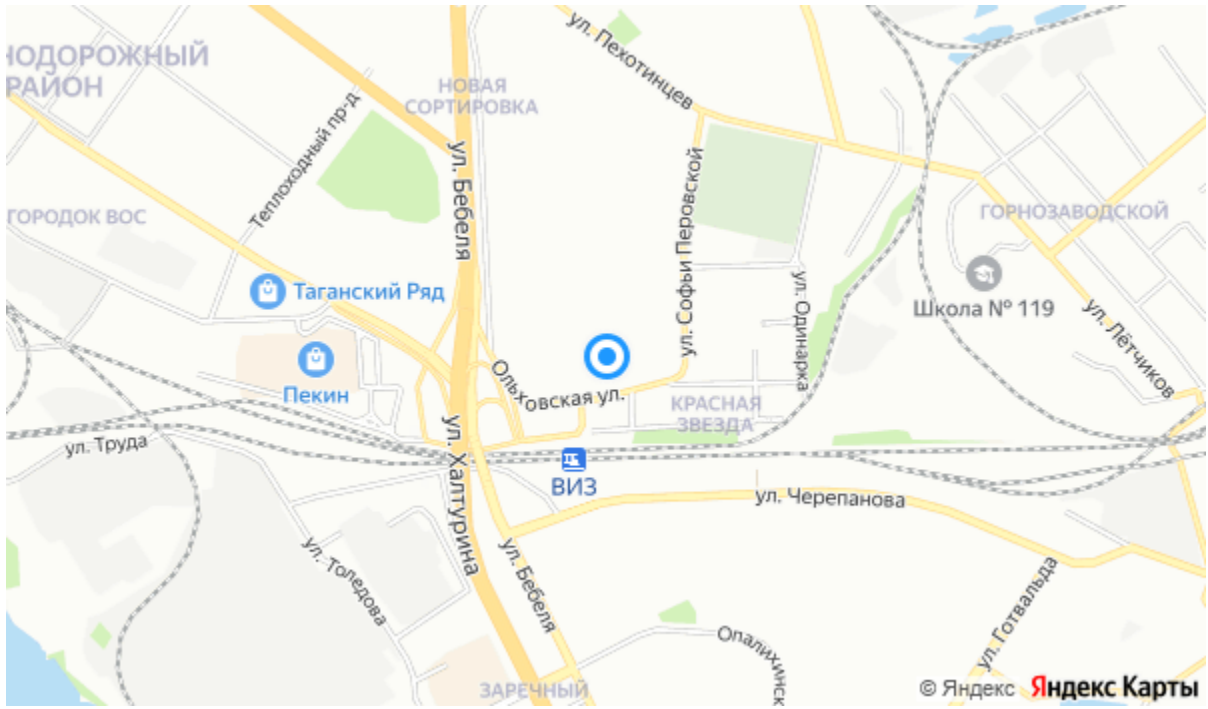 НОДОРОЖНЫЙ
РАЙОН
НОВАЯ
СОРТИРОВКА
ул. Пехотинцев
Теплоходный пр-д
ул. Бебеля
ул. Софьи Перовской
ГОРОДОК ВОС
ГОРНОЗАВОДСКОЙ
Таганский Ряд
ул. Одинарка
Школа № 119
ул. Лётчиков
Пекин
Ольховская ул.
КРАСНАЯ
ЗВЕЗДА
ул. Труда
ул. Халтурина
ВИЗ
ул. Черепанова
ул. Толедова
ул. Бебеля
ул. Готвальда
Опалихинск
ЗАРЕЧНЫЙ
© Яндекс Яндекс Карты